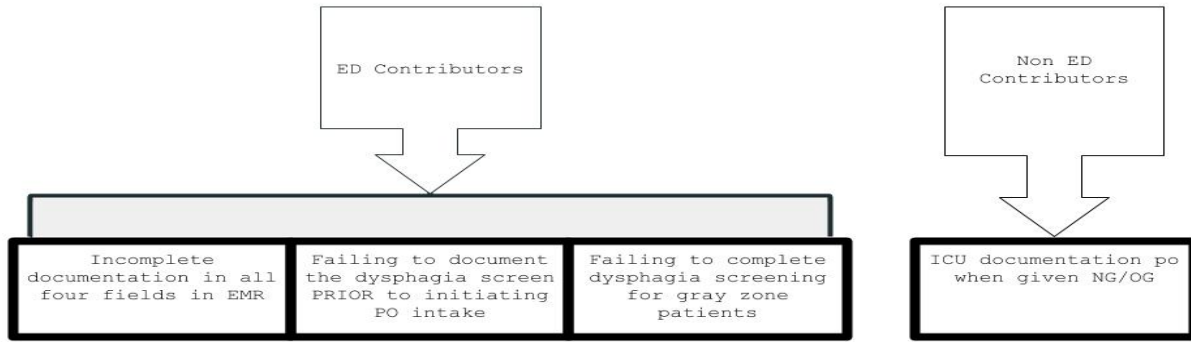 ED Contributors
Non ED
Contributors
Incomplete
documentation in all
four fields in EMR
Failing to document
the dysphagia screen
PRIOR to initiating
PO intake
Failing to complete
dysphagia screening
for gray zone
patients
ICU documentation po
when given NG/OG